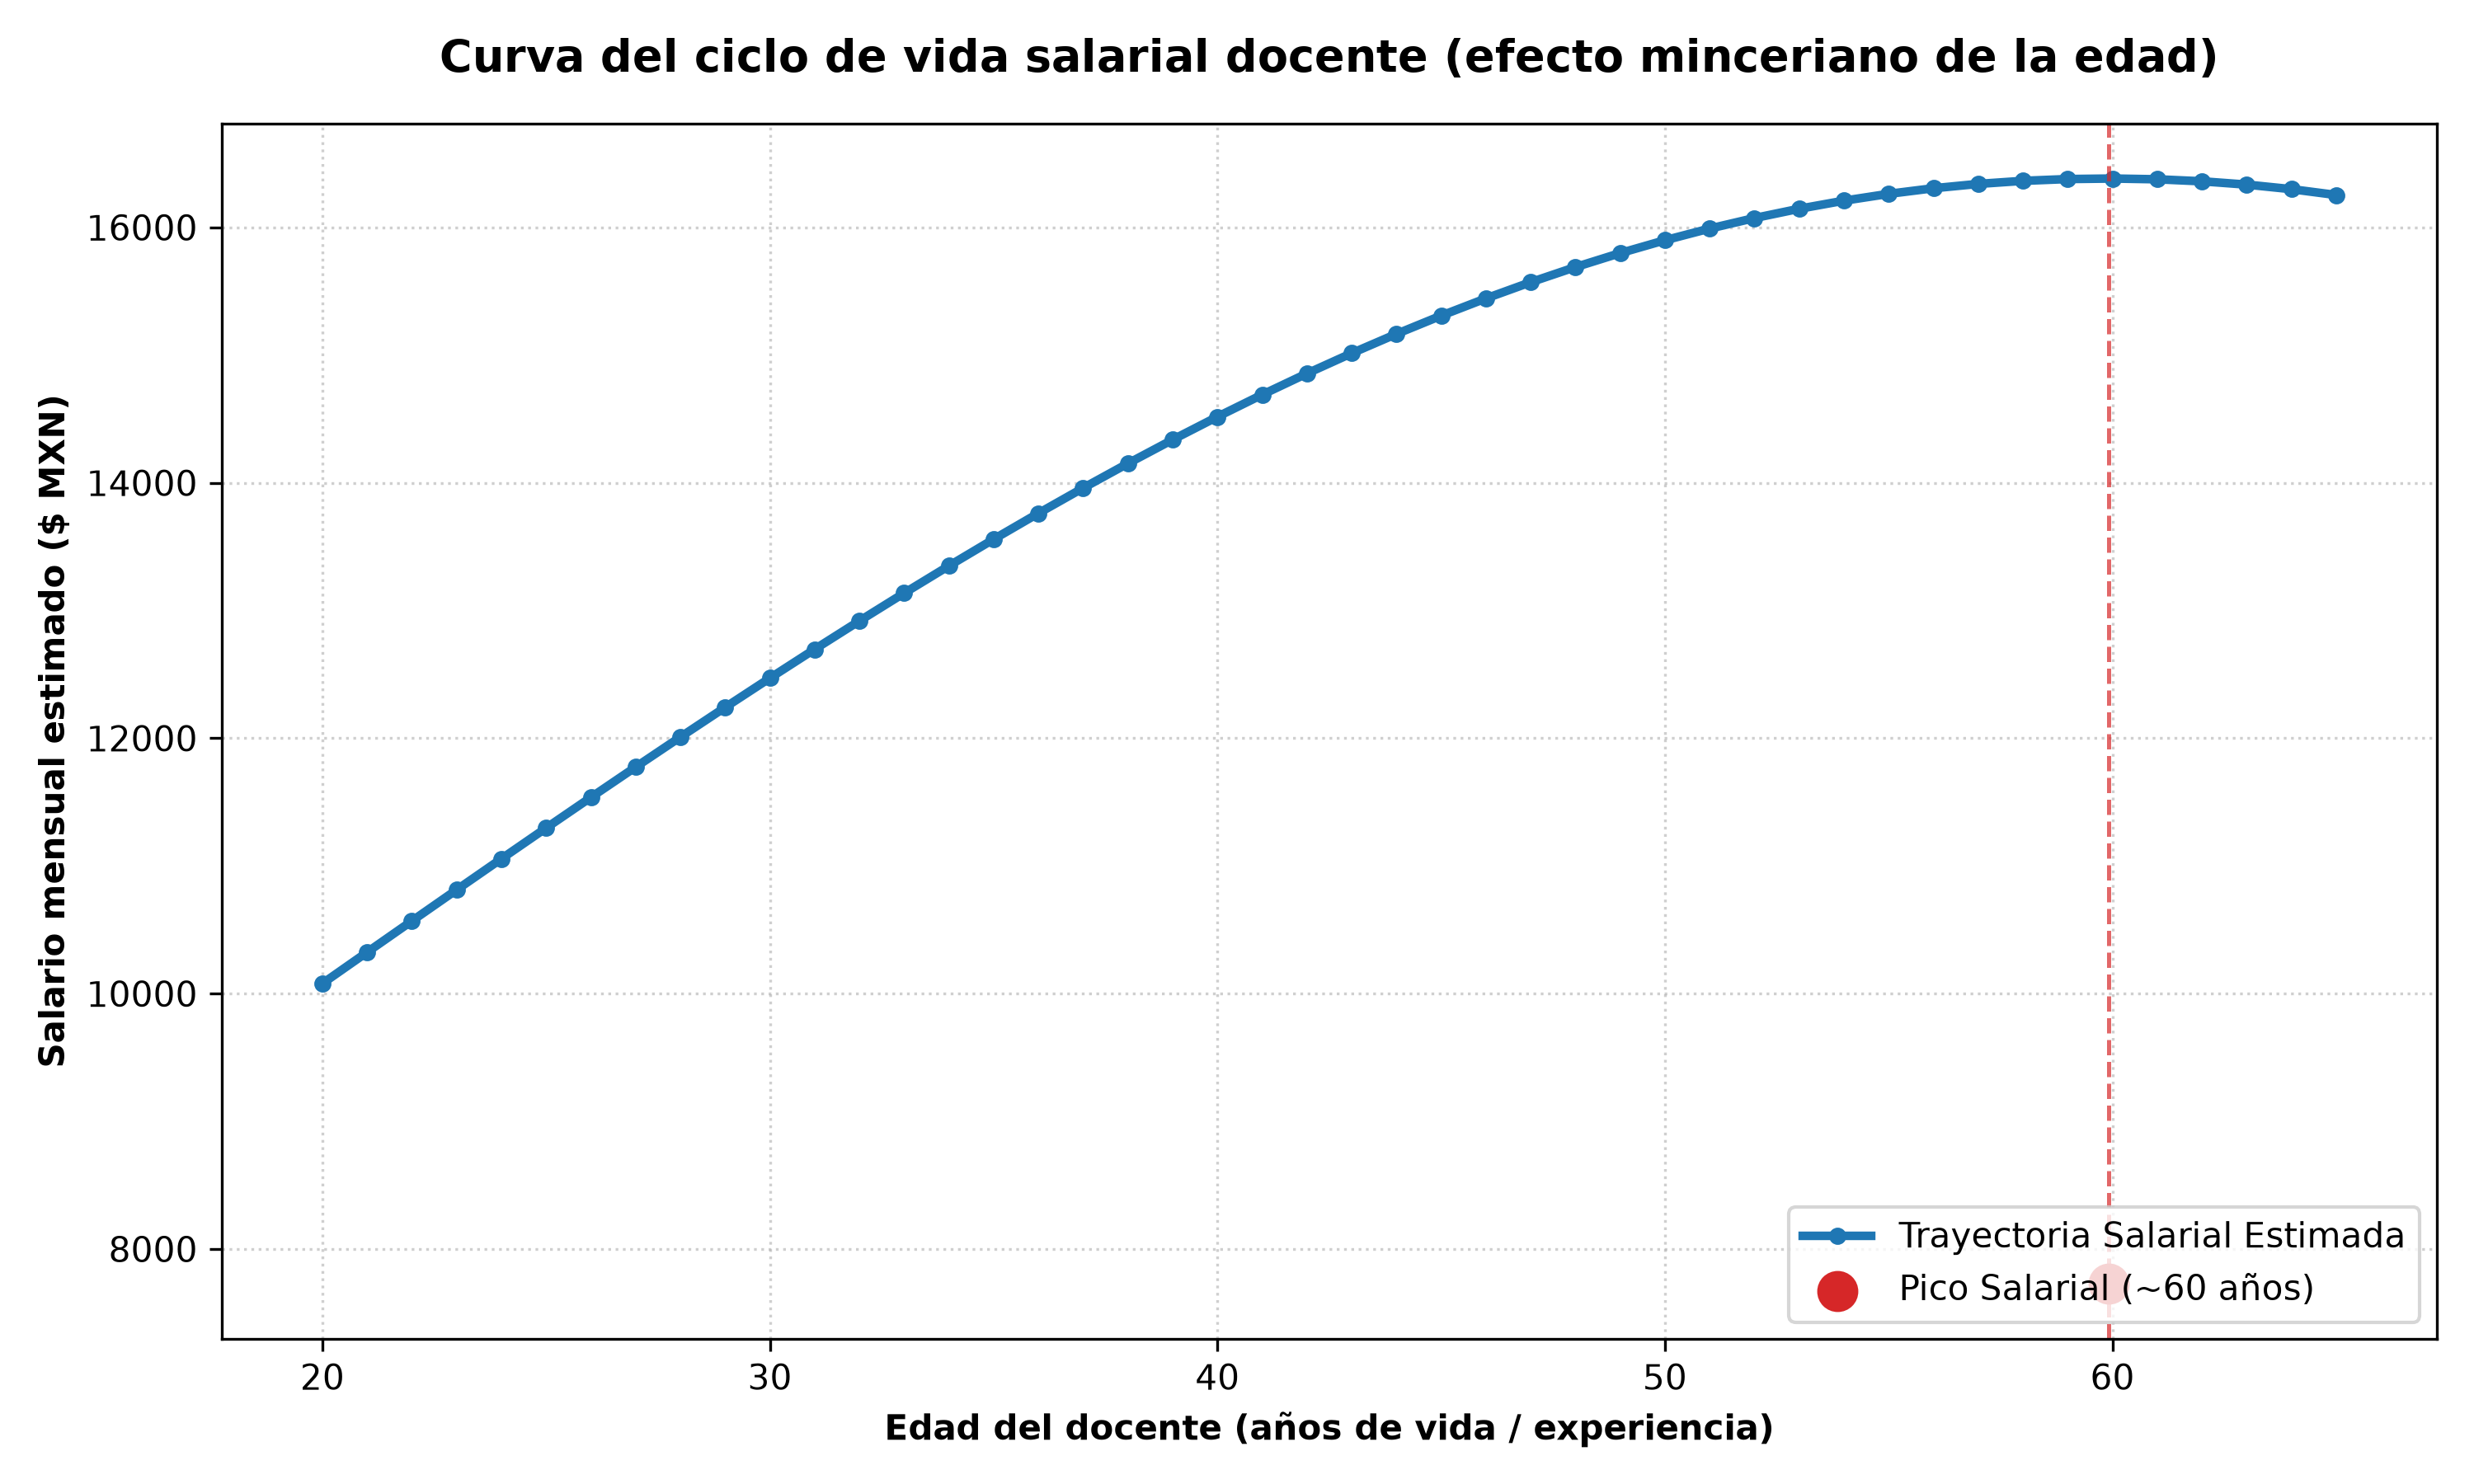 Curva del ciclo de vida salarial docente (efecto minceriano de la edad)
Salario mensual estimado ($ MXN)
16000
14000
12000
10000
8000
Trayectoria Salarial Estimada
Pico Salarial (~60 años)
20 30 40 50 60
Edad del docente (años de vida / experiencia)